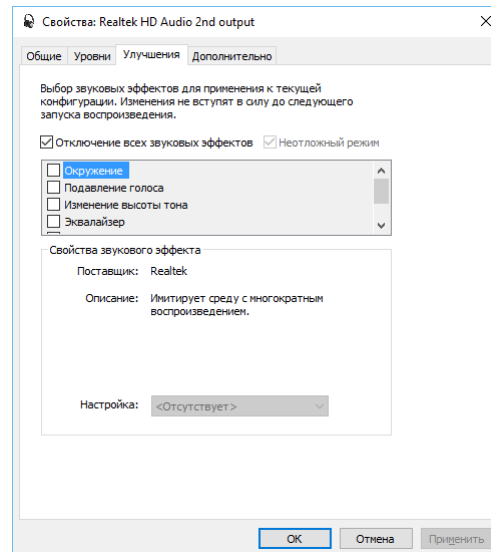 Свойства: Realtek HD Audio 2nd output
Общие Уровни Улучшения Дополнительно
Выбор звуковых эффектов для применения к текущей
конфигурации. Изменения не вступят в силу до следующего
запуска воспроизведения.
Отключение всех звуковых эффектов Неотложный режим
Окружение
Подавление голоса
Изменение высоты тона
Эквалайзер
Свойства звукового эффекта
Поставщик: Realtek
Описание: Имитирует среду с многократным
воспроизведением.
Настройка: <Отсутствует>
ОК Отмена Применить